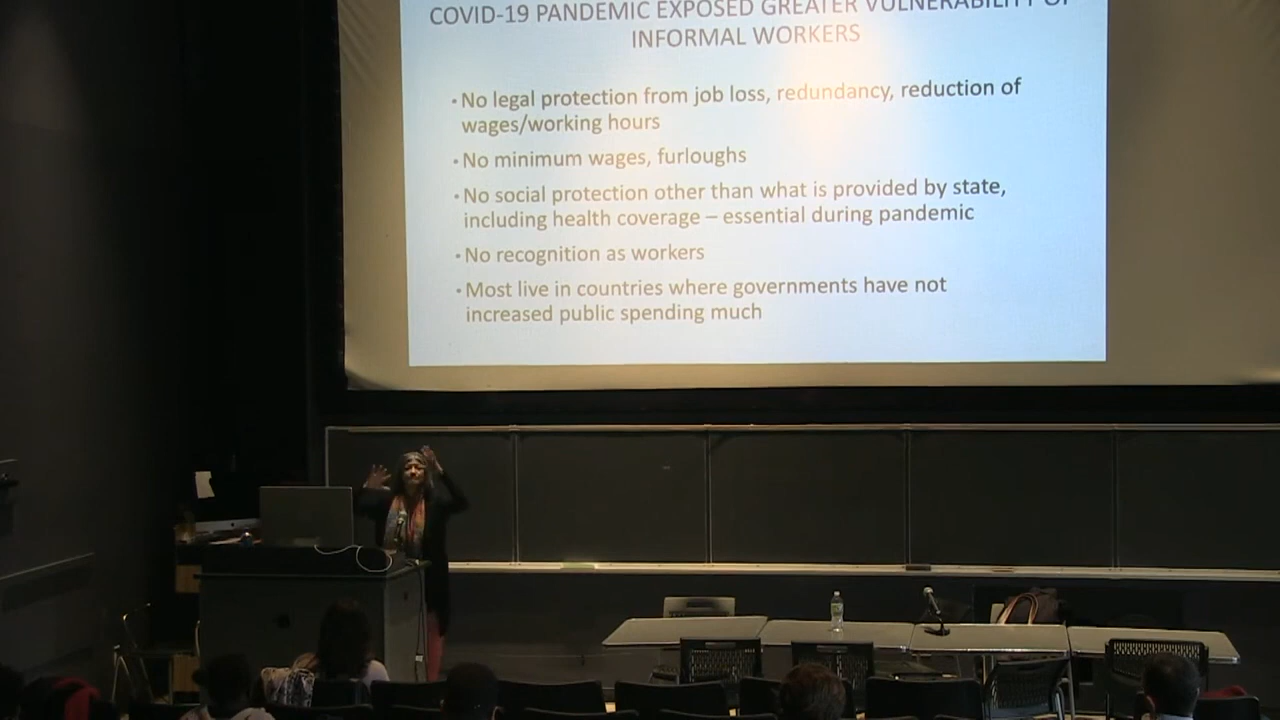 COVID-19 PANDEMIC EXPOSED GREATER VULNERABILITY OF
INFORMAL WORKERS
• No legal protection from job loss, redundancy, reduction of
wages/working hours
• No minimum wages, furloughs
• No social protection other than what is provided by state,
including health coverage – essential during pandemic
• No recognition as workers
• Most live in countries where governments have not
increased public spending much